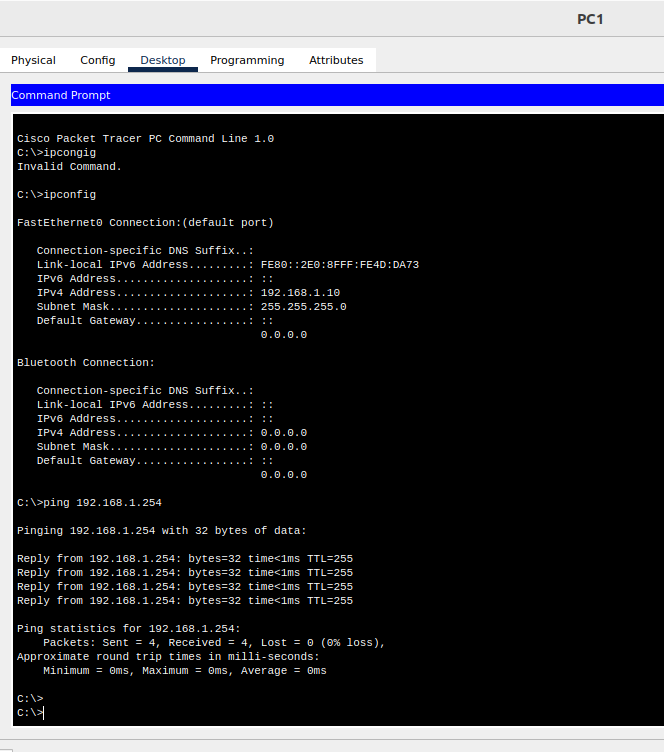 PC1
Physical Config Desktop Programming Attributes
Command Prompt
Cisco Packet Tracer PC Command Line 1.0
C:\>ipcongig
Invalid Command.
C:\>ipconfig
FastEthernet0 Connection:(default port)
Connection-specific DNS Suffix..:
Link-local IPv6 Address.........: FE80::2E0:8FFF:FE4D:DA73
IPv6 Address....................: ::
IPv4 Address....................: 192.168.1.10
Subnet Mask.....................: 255.255.255.0
Default Gateway.................: ::
0.0.0.0
Bluetooth Connection:
Connection-specific DNS Suffix..:
Link-local IPv6 Address.........: ::
IPv6 Address....................: ::
IPv4 Address....................: 0.0.0.0
Subnet Mask.....................: 0.0.0.0
Default Gateway.................: ::
0.0.0.0
C:\>ping 192.168.1.254
Pinging 192.168.1.254 with 32 bytes of data:
Reply from 192.168.1.254: bytes=32 time<1ms TTL=255
Reply from 192.168.1.254: bytes=32 time<1ms TTL=255
Reply from 192.168.1.254: bytes=32 time<1ms TTL=255
Reply from 192.168.1.254: bytes=32 time<1ms TTL=255
Ping statistics for 192.168.1.254:
Packets: Sent = 4, Received = 4, Lost = 0 (0% loss),
Approximate round trip times in milli-seconds:
Minimum = 0ms, Maximum = 0ms, Average = 0ms
C:\>
C:\>